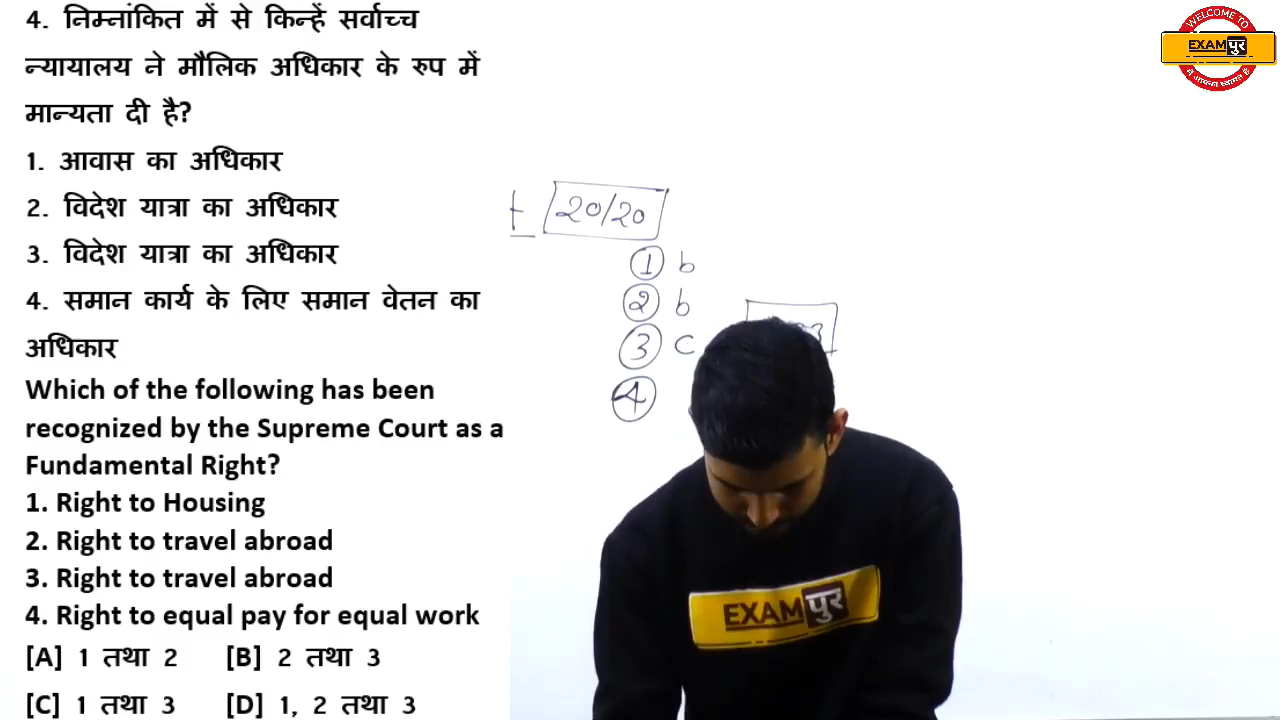 4. निम्नांकित में से किन्हें सर्वाच्च
न्यायालय ने मौलिक अधिकार के रुप में
मान्यता दी है?
1. आवास का अधिकार
2. विदेश यात्रा का अधिकार
3. विदेश यात्रा का अधिकार
4. समान कार्य के लिए समान वेतन का
अधिकार
Which of the following has been
recognized by the Supreme Court as a
Fundamental Right?
1. Right to Housing
2. Right to travel abroad
3. Right to travel abroad
4. Right to equal pay for equal work
[A] 1 तथा 2 [B] 2 तथा 3
[C] 1 तथा 3 [D] 1, 2 तथा 3
20/20
1 b
2 b
3 c
4
WELCOME TO
EXAMपुर
में आपका स्वागत है
EXAMपुर